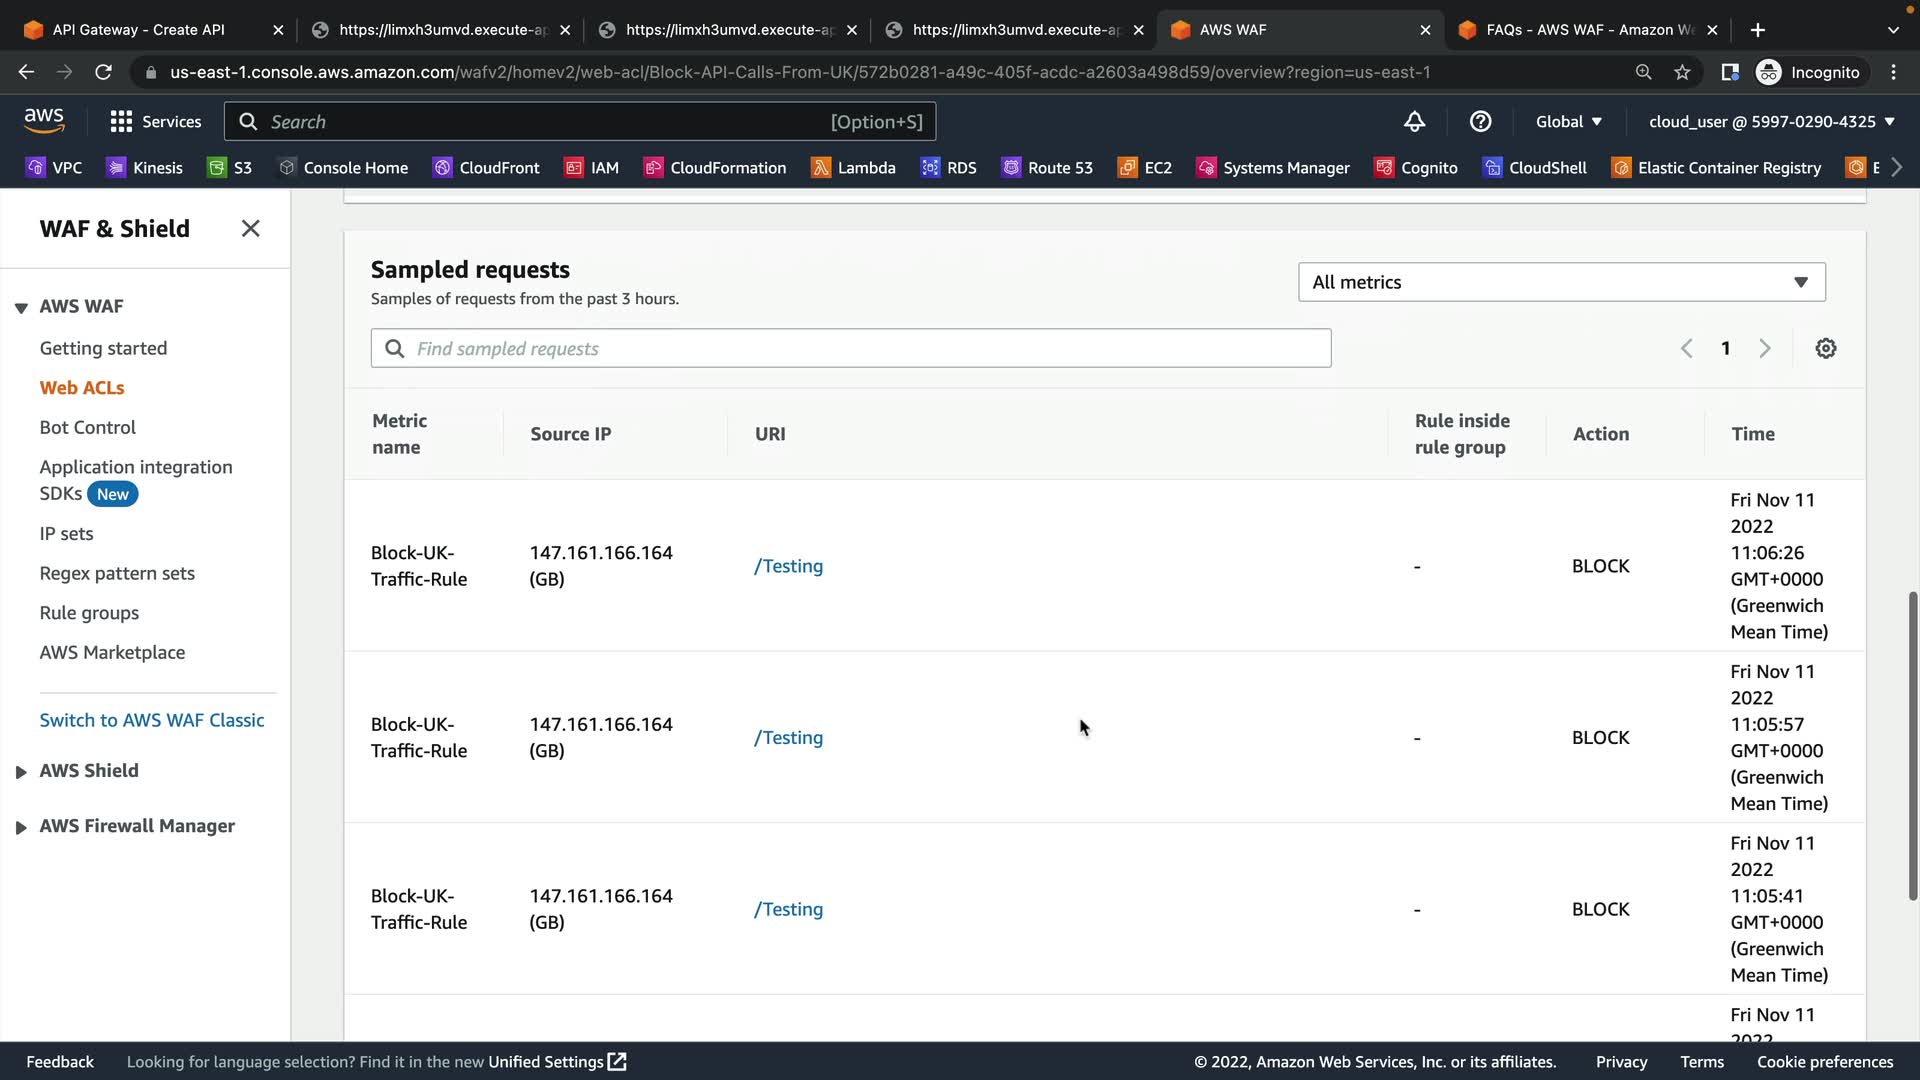 API Gateway - Create API
https://limxh3umvd.execute-ap
https://limxh3umvd.execute-ap
https://limxh3umvd.execute-ap
AWS WAF
FAQs - AWS WAF - Amazon We
us-east-1.console.aws.amazon.com/wafv2/homev2/web-acl/Block-API-Calls-From-UK/572b0281-a49c-405f-acdc-a2603a498d59/overview?region=us-east-1
Incognito
aws
Services
Search
[Option+S]
Global
cloud_user @ 5997-0290-4325
VPC
Kinesis
S3
Console Home
CloudFront
IAM
CloudFormation
Lambda
RDS
Route 53
EC2
Systems Manager
Cognito
CloudShell
Elastic Container Registry
E
WAF & Shield
AWS WAF
Getting started
Web ACLs
Bot Control
Application integration
SDKs New
IP sets
Regex pattern sets
Rule groups
AWS Marketplace
Switch to AWS WAF Classic
AWS Shield
AWS Firewall Manager
Sampled requests
Samples of requests from the past 3 hours.
All metrics
Find sampled requests
1
Metric
name
Source IP
URI
Rule inside
rule group
Action
Time
Block-UK-
Traffic-Rule
147.161.166.164
(GB)
/Testing
-
BLOCK
Fri Nov 11
2022
11:06:26
GMT+0000
(Greenwich
Mean Time)
Block-UK-
Traffic-Rule
147.161.166.164
(GB)
/Testing
-
BLOCK
Fri Nov 11
2022
11:05:57
GMT+0000
(Greenwich
Mean Time)
Block-UK-
Traffic-Rule
147.161.166.164
(GB)
/Testing
-
BLOCK
Fri Nov 11
2022
11:05:41
GMT+0000
(Greenwich
Mean Time)
Fri Nov 11
2022
Feedback
Looking for language selection? Find it in the new Unified Settings
© 2022, Amazon Web Services, Inc. or its affiliates.
Privacy
Terms
Cookie preferences